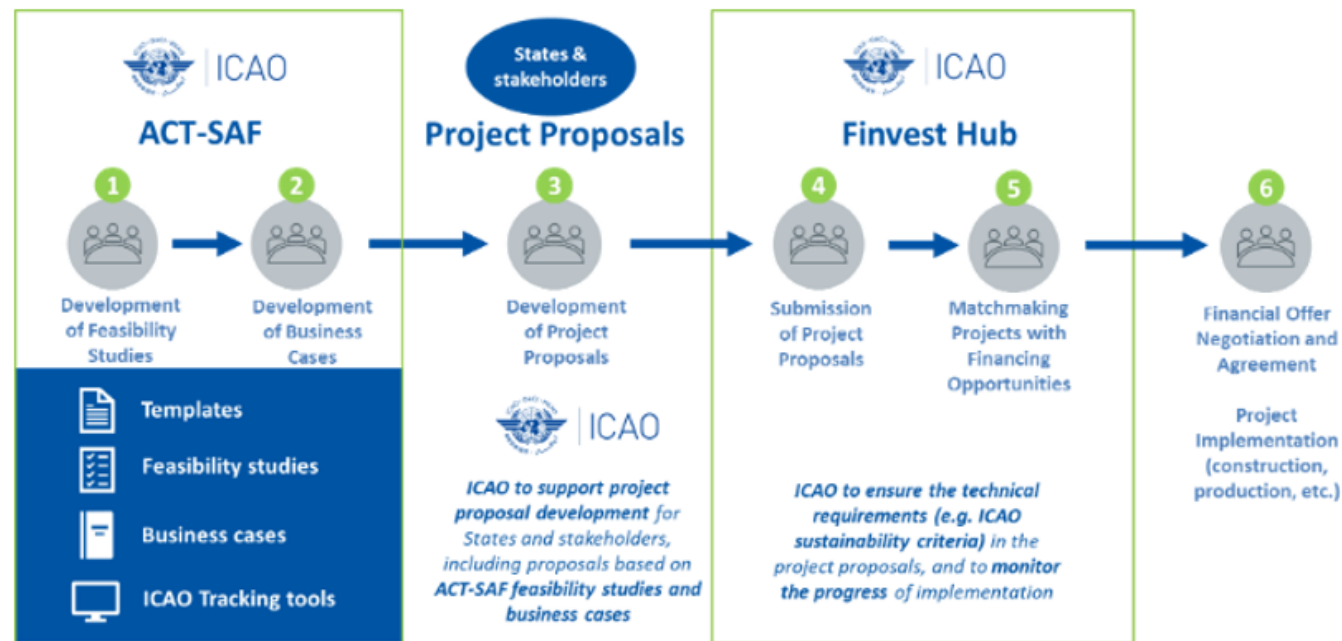 ICAO
ACT-SAF
1
Development
of Feasibility
Studies
2
Development
of Business
Cases
Templates
Feasibility studies
Business cases
ICAO Tracking tools
States &
stakeholders
Project Proposals
3
Development
of Project
Proposals
ICAO
ICAO to support project
proposal development for
States and stakeholders,
including proposals based on
ACT-SAF feasibility studies and
business cases
ICAO
Finvest Hub
4
Submission
of Project
Proposals
5
Matchmaking
Projects with
Financing
Opportunities
ICAO to ensure the technical
requirements (e.g. ICAO
sustainability criteria) in the
project proposals, and to monitor
the progress of implementation
6
Financial Offer
Negotiation and
Agreement
Project
Implementation
(construction,
production, etc.)